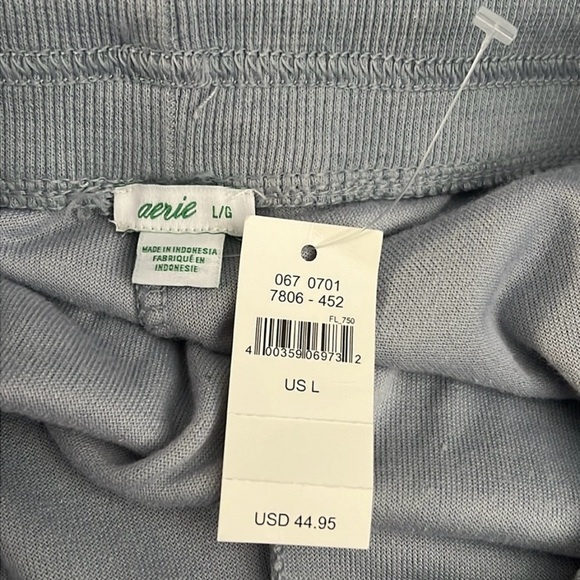 aerie L/G
MADE IN INDONESIA
FABRIQUÉ EN
INDONESIE
067 0701
7806 - 452
FL_750
4 00359 06973 2
US L
USD 44.95